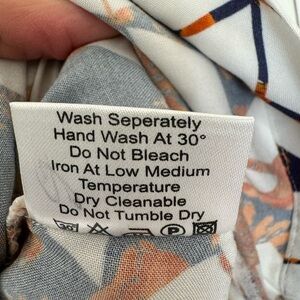 Wash Seperately
Hand Wash At 30°
Do Not Bleach
Iron At Low Medium
Temperature
Dry Cleanable
Do Not Tumble Dry
30 P